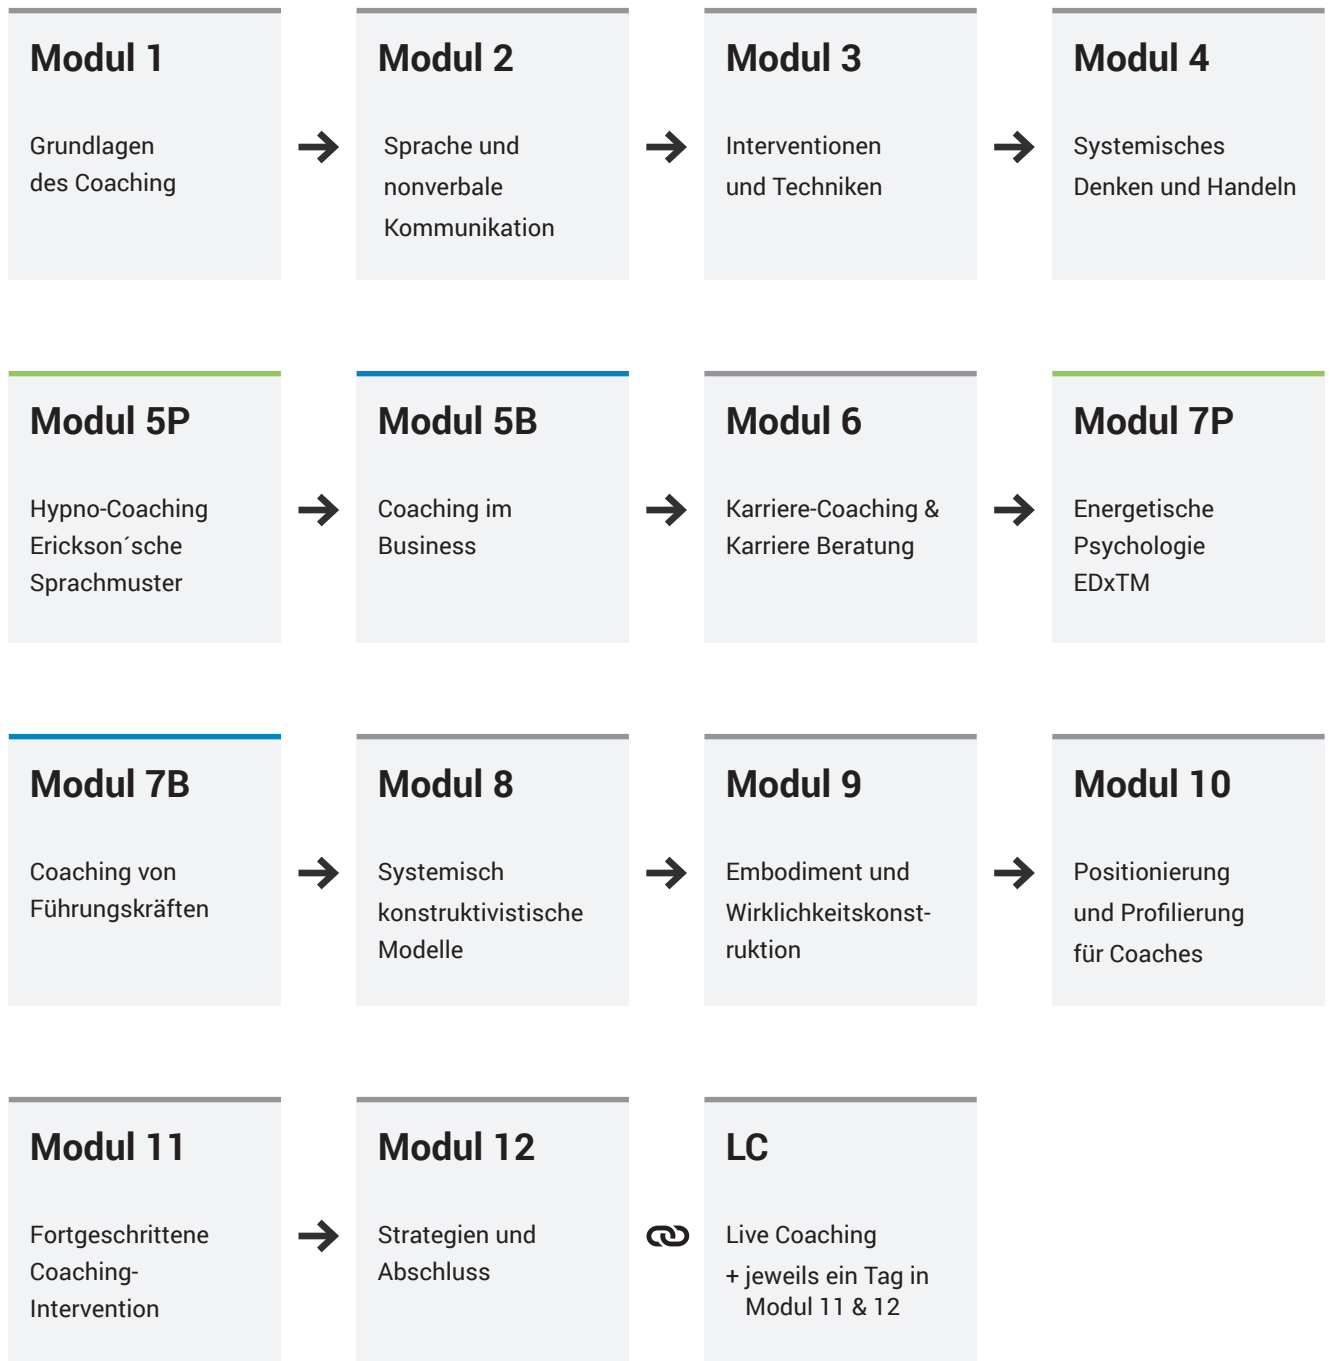 Modul 1
Grundlagen
des Coaching
Modul 2
Sprache und
nonverbale
Kommunikation
Modul 3
Interventionen
und Techniken
Modul 4
Systemisches
Denken und Handeln
Modul 5P
Hypno-Coaching
Erickson´sche
Sprachmuster
Modul 5B
Coaching im
Business
Modul 6
Karriere-Coaching &
Karriere Beratung
Modul 7P
Energetische
Psychologie
EDxTM
Modul 7B
Coaching von
Führungskräften
Modul 8
Systemisch
konstruktivistische
Modelle
Modul 9
Embodiment und
Wirklichkeitskonst-
ruktion
Modul 10
Positionierung
und Profilierung
für Coaches
Modul 11
Fortgeschrittene
Coaching-
Intervention
Modul 12
Strategien und
Abschluss
LC
Live Coaching
+ jeweils ein Tag in
Modul 11 & 12